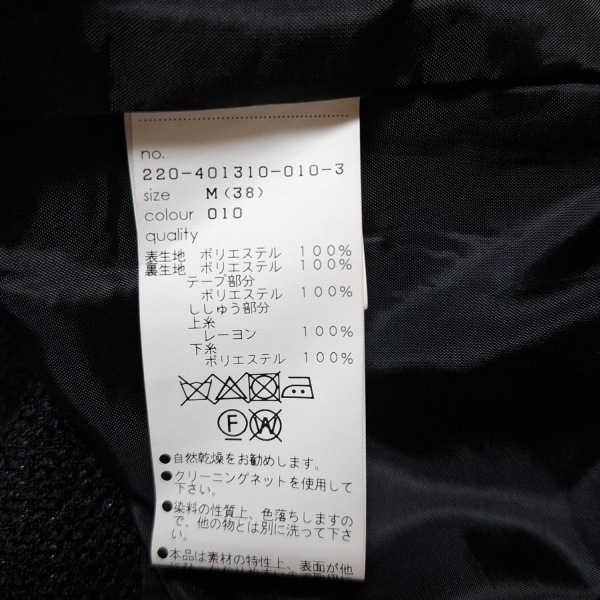 no.
220-401310-010-3
size M(38)
colour 010
quality
表生地 ポリエステル 100%
裏生地 ポリエステル 100%
テープ部分
ポリエステル 100%
ししゅう部分
上糸
レーヨン 100%
下糸
ポリエステル 100%
F W
●自然乾燥をお勧めします。
●クリーニングネットを使用して
下さい。
●染料の性質上、色落ちしますの
で、他の物とは別に洗って下さ
い。
●本品は素材の特性上、表面が他